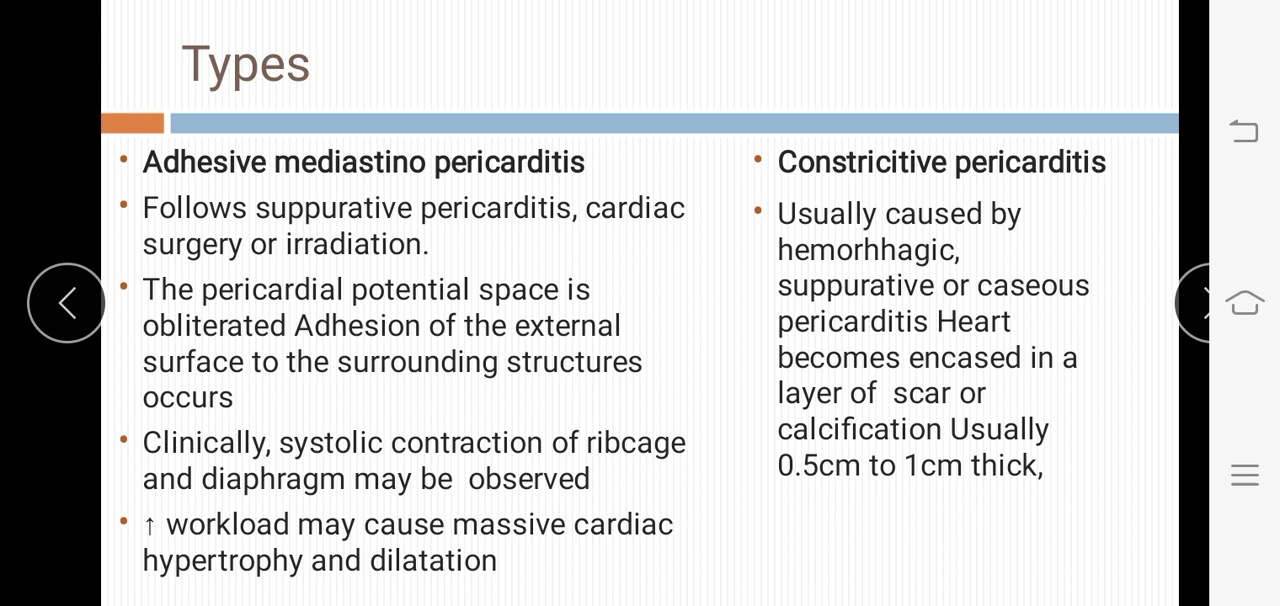 Types
• Adhesive mediastino pericarditis
• Follows suppurative pericarditis, cardiac
surgery or irradiation.
• The pericardial potential space is
obliterated Adhesion of the external
surface to the surrounding structures
occurs
• Clinically, systolic contraction of ribcage
and diaphragm may be  observed
• ↑ workload may cause massive cardiac
hypertrophy and dilatation
• Constricitive pericarditis
• Usually caused by
hemorhhagic,
suppurative or caseous
pericarditis Heart
becomes encased in a
layer of  scar or
calcification Usually
0.5cm to 1cm thick,